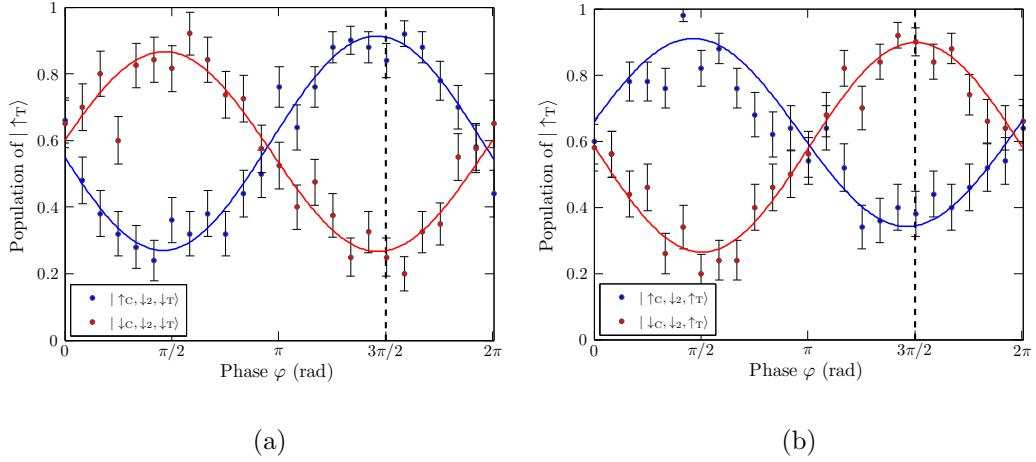 Population of | ↑T⟩
1
0.8
0.6
0.4
0.2
0
0
π/2
π
3π/2
2π
Phase φ (rad)
| ↑C, ↓2, ↓T⟩
| ↓C, ↓2, ↓T⟩
(a)
Population of | ↑T⟩
1
0.8
0.6
0.4
0.2
0
0
π/2
π
3π/2
2π
Phase φ (rad)
| ↑C, ↓2, ↑T⟩
| ↓C, ↓2, ↑T⟩
(b)